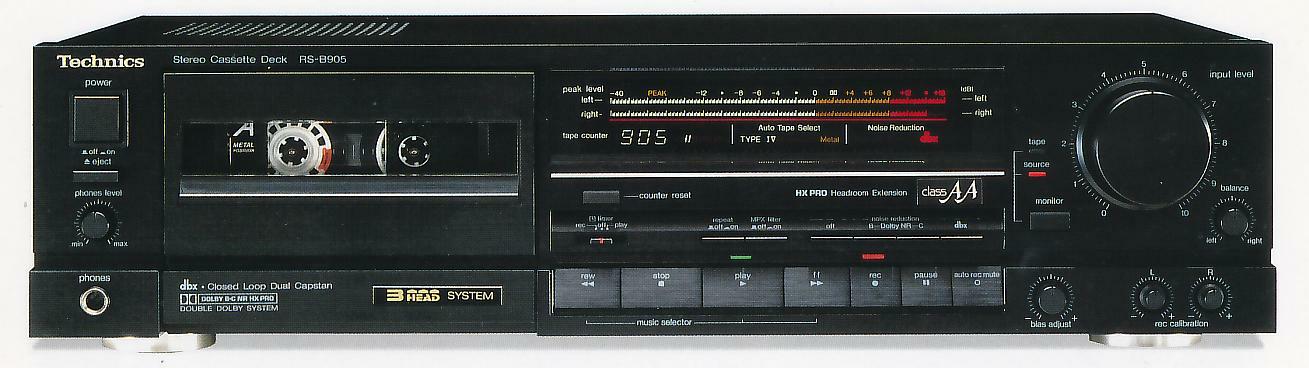 Technics Stereo Cassette Deck RS-B905
power
off on
eject
phones level
min max
phones
A
METAL
peak level -40 PEAK -12 -8 -6 -4 0 +4 +6 +8 +12 +18 (dB)
left left
right right
tape counter 905
Auto Tape Select
TYPE IV Metal
Noise Reduction
dbx
counter reset
HX PRO Headroom Extension class AA
timer
rec off play
repeat
off on
MPX filter
off on
noise reduction
off B-Dolby NR-C dbx
rew stop play ff rec pause auto rec mute
music selector
dbx • Closed Loop Dual Capstan
DOLBY B-C NR HX PRO
DOUBLE DOLBY SYSTEM
3 HEAD SYSTEM
tape
source
monitor
input level
0 1 2 3 4 5 6 7 8 9 10
balance
left right
- bias adjust +
L R
- + - +
rec calibration